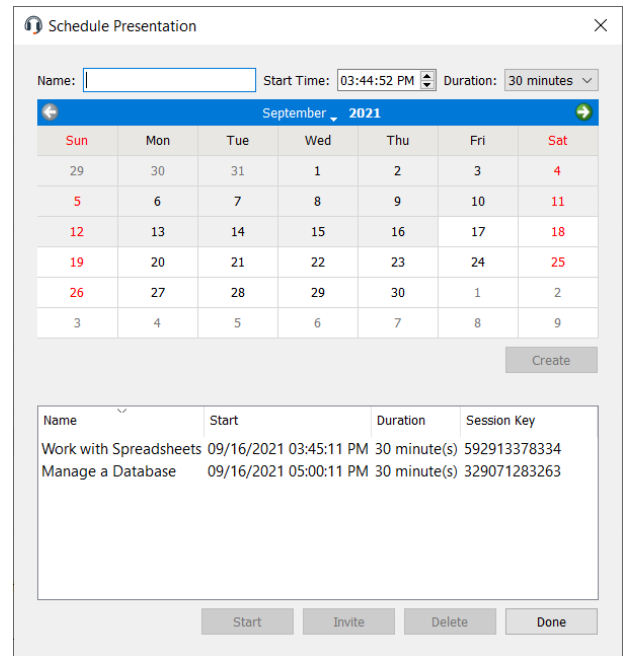 Schedule Presentation
Name: Start Time: 03:44:52 PM Duration: 30 minutes
September 2021
Sun Mon Tue Wed Thu Fri Sat
29 30 31 1 2 3 4
5 6 7 8 9 10 11
12 13 14 15 16 17 18
19 20 21 22 23 24 25
26 27 28 29 30 1 2
3 4 5 6 7 8 9
Create
Name Start Duration Session Key
Work with Spreadsheets 09/16/2021 03:45:11 PM 30 minute(s) 592913378334
Manage a Database 09/16/2021 05:00:11 PM 30 minute(s) 329071283263
Start Invite Delete Done